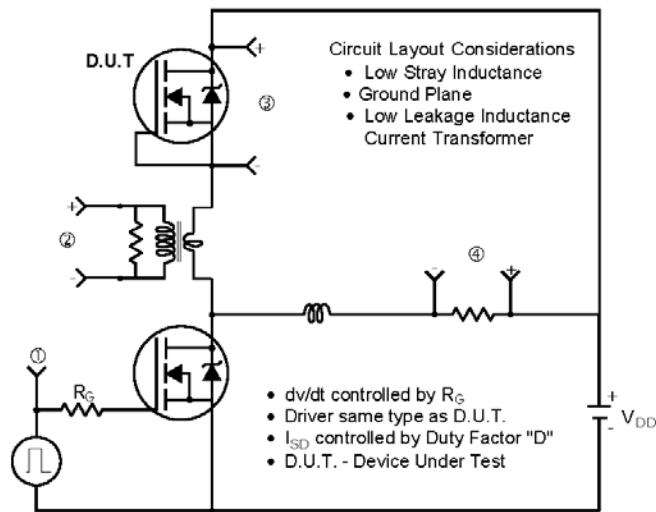 D.U.T
+
③
-
Circuit Layout Considerations
• Low Stray Inductance
• Ground Plane
• Low Leakage Inductance
Current Transformer
+
②
-
-
④
+
①
RG
• dv/dt controlled by RG
• Driver same type as D.U.T.
• ISD controlled by Duty Factor "D"
• D.U.T. - Device Under Test
+
-
VDD